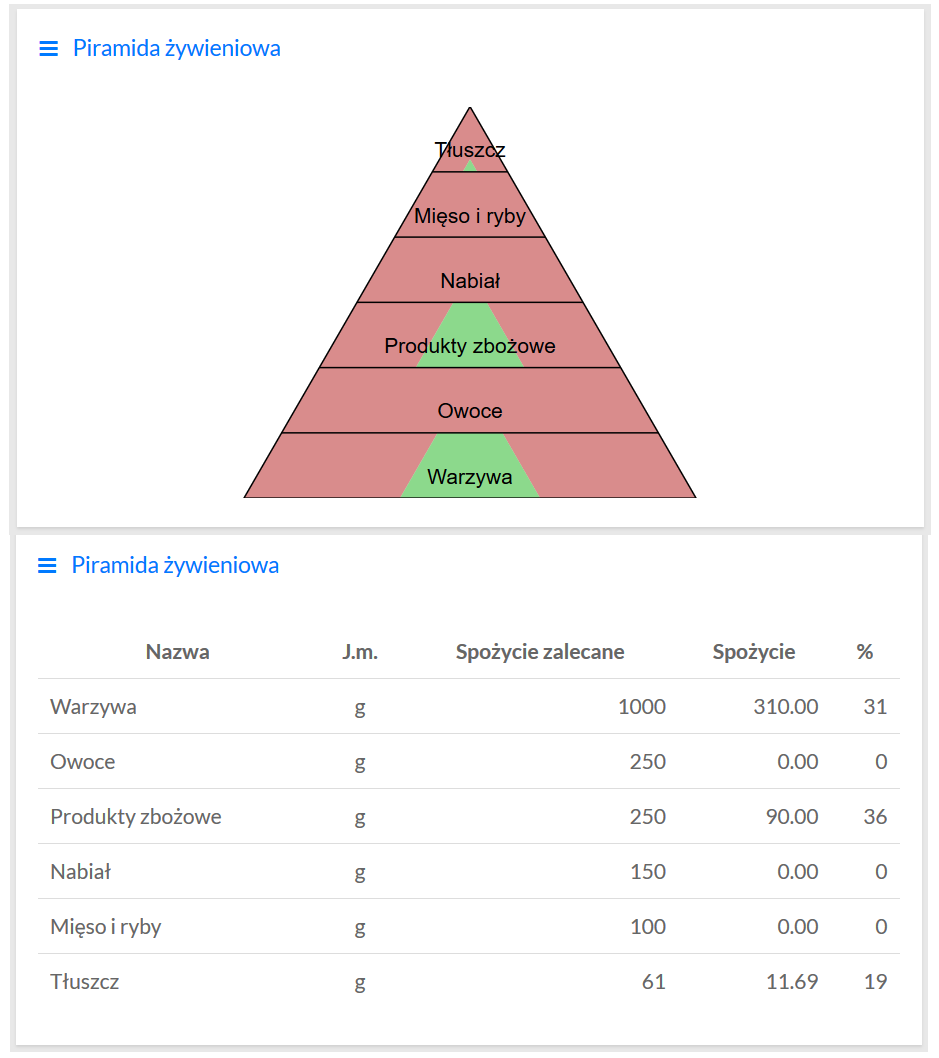 Piramida żywieniowa
Tłuszcz
Mięso i ryby
Nabiał
Produkty zbożowe
Owoce
Warzywa
Piramida żywieniowa
Nazwa J.m. Spożycie zalecane Spożycie %
Warzywa g 1000 310.00 31
Owoce g 250 0.00 0
Produkty zbożowe g 250 90.00 36
Nabiał g 150 0.00 0
Mięso i ryby g 100 0.00 0
Tłuszcz g 61 11.69 19